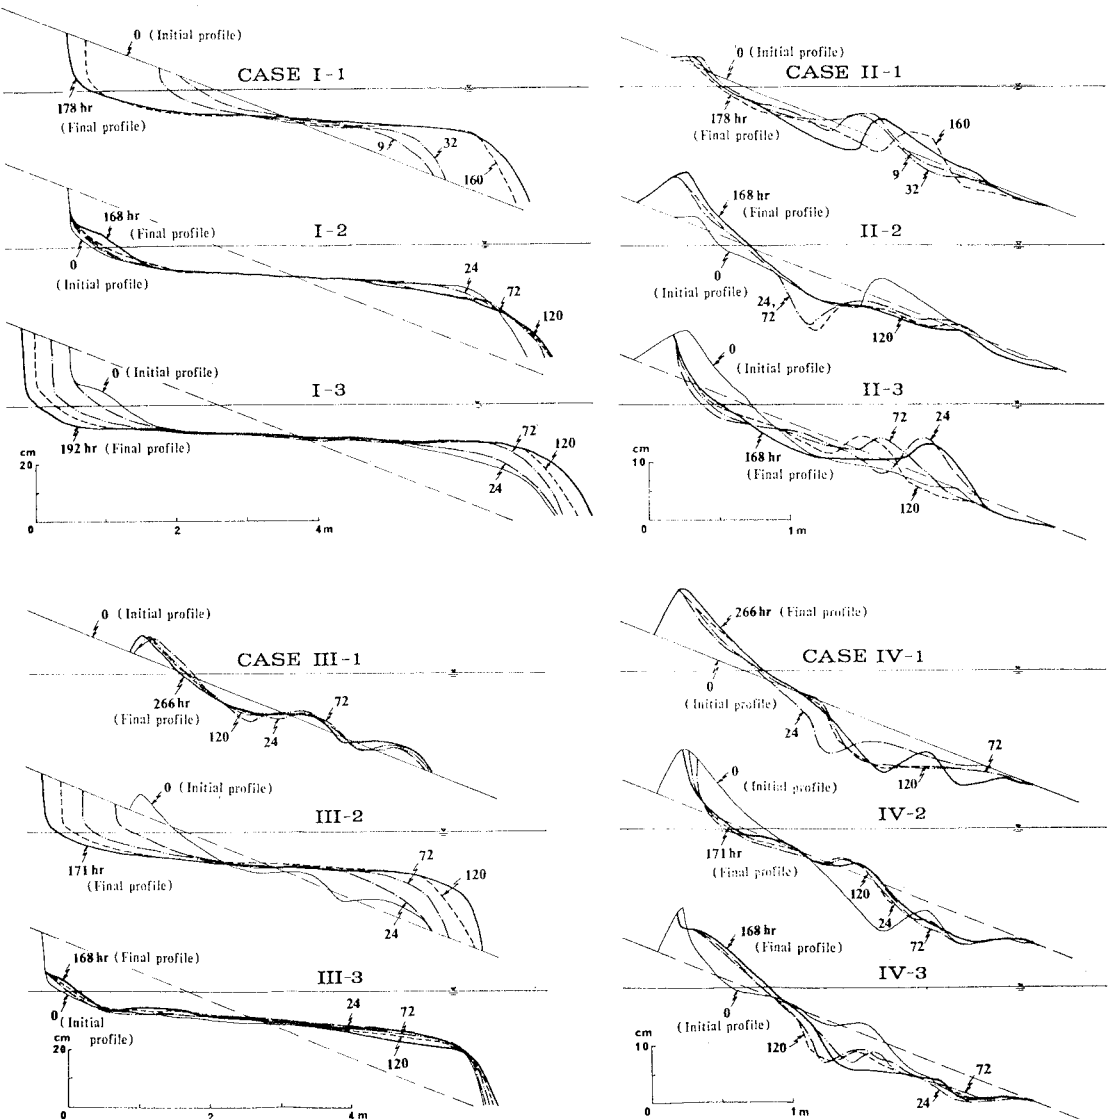 0 (Initial profile)
CASE I-1
178 hr
(Final profile)
9
32
160
168 hr
(Final profile)
I-2
0
(Initial profile)
24
72
120
0 (Initial profile)
I-3
192 hr (Final profile)
72
120
24
cm
20
0 2 4 m
0 (Initial profile)
CASE II-1
178 hr
(Final profile)
160
9
32
168 hr
(Final profile)
II-2
0
(Initial profile)
24,
72
120
0
(Initial profile)
II-3
72
24
168 hr
(Final profile)
120
cm
10
0 1 m
0 (Initial profile)
CASE III-1
266 hr
(Final profile)
120
24
72
0 (Initial profile)
III-2
171 hr
(Final profile)
72
120
24
168 hr (Final profile)
III-3
0
(Initial
profile)
24
72
120
cm
20
0 4 m
266 hr (Final profile)
CASE IV-1
0
(Initial profile)
24
72
120
0
(Initial profile)
IV-2
171 hr
(Final profile)
120
24
72
168 hr
(Final profile)
IV-3
0
(Initial profile)
120
72
24
cm
10
0 1 m